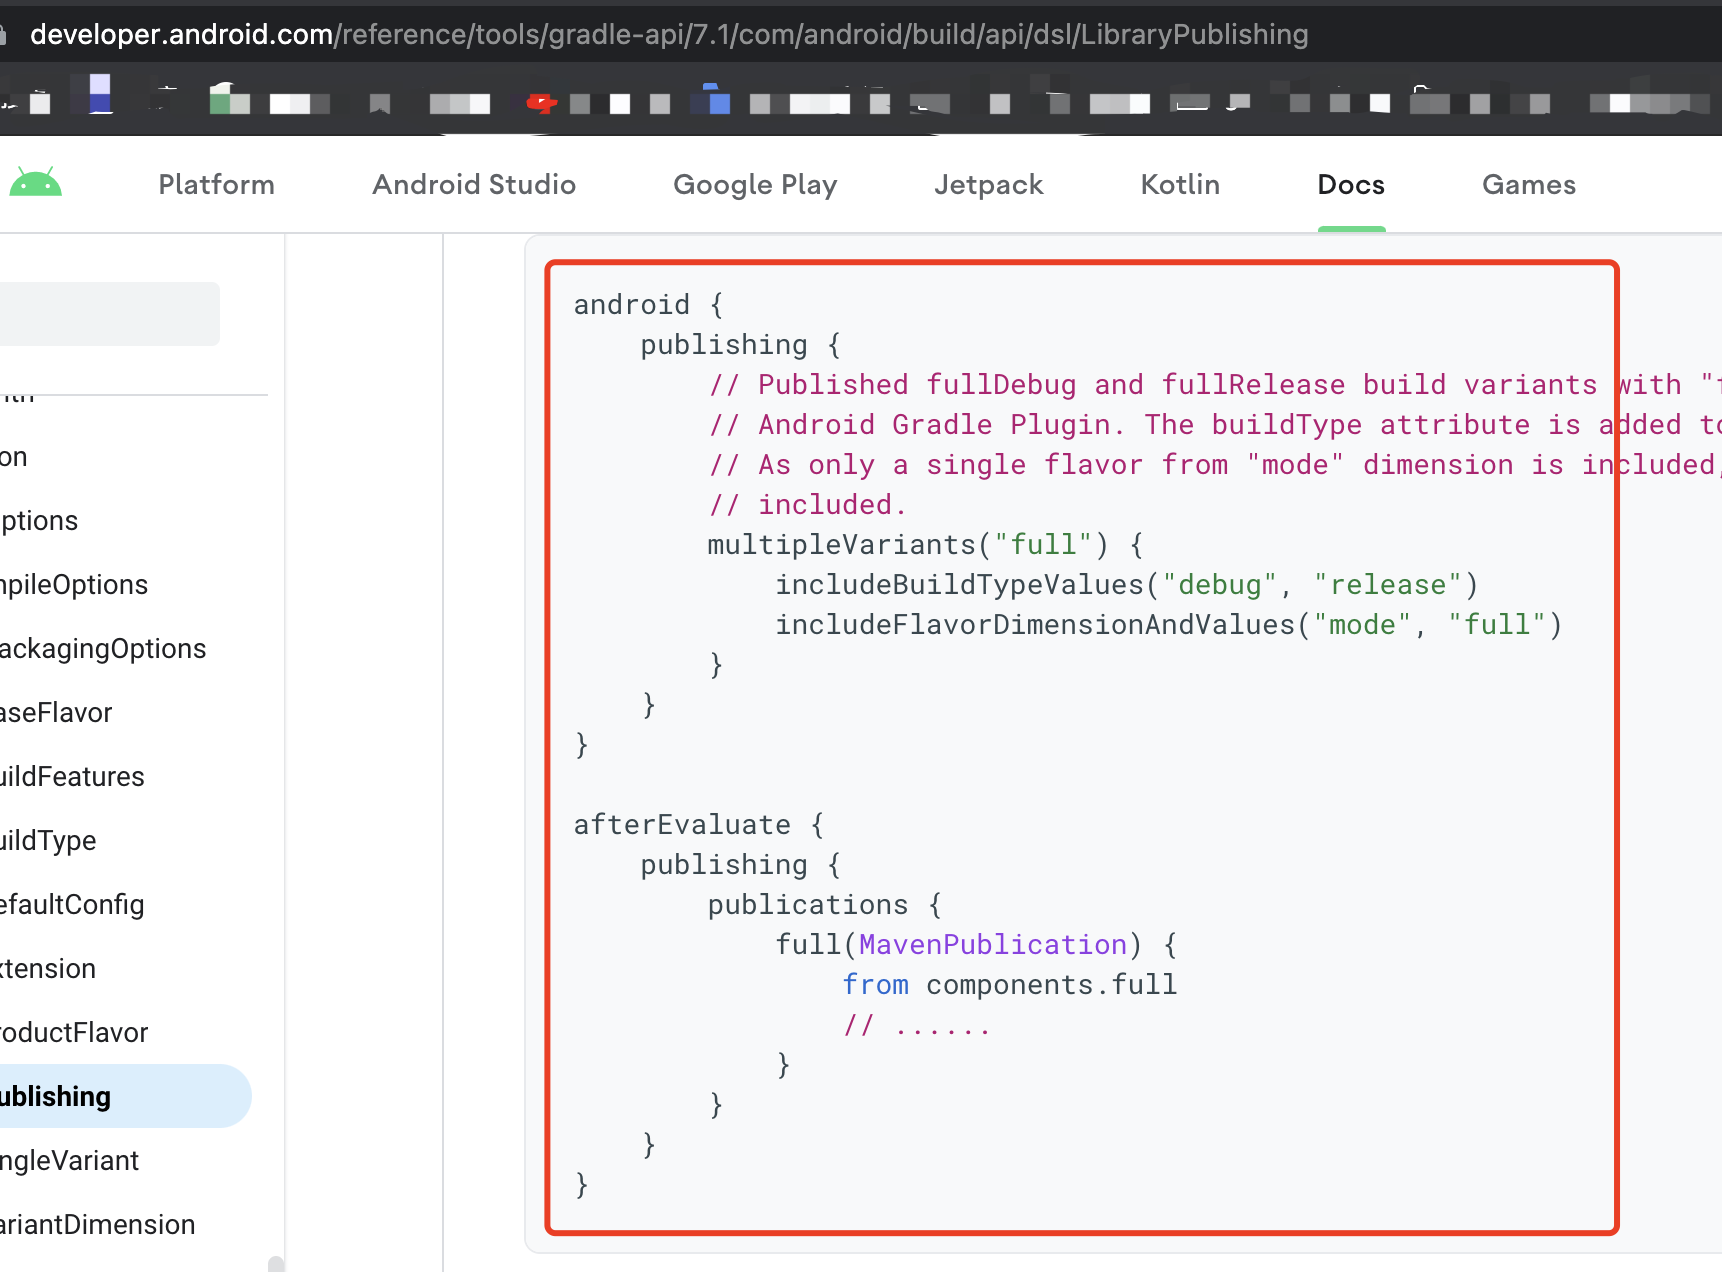 developer.android.com/reference/tools/gradle-api/7.1/com/android/build/api/dsl/LibraryPublishing
Platform Android Studio Google Play Jetpack Kotlin Docs Games
on
ptions
mpileOptions
ackagingOptions
aseFlavor
uildFeatures
uildType
efaultConfig
xtension
roductFlavor
ublishing
ngleVariant
ariantDimension
android {
    publishing {
        // Published fullDebug and fullRelease build variants with "f
        // Android Gradle Plugin. The buildType attribute is added to
        // As only a single flavor from "mode" dimension is included,
        // included.
        multipleVariants("full") {
            includeBuildTypeValues("debug", "release")
            includeFlavorDimensionAndValues("mode", "full")
        }
    }
}
afterEvaluate {
    publishing {
        publications {
            full(MavenPublication) {
                from components.full
                // ......
            }
        }
    }
}